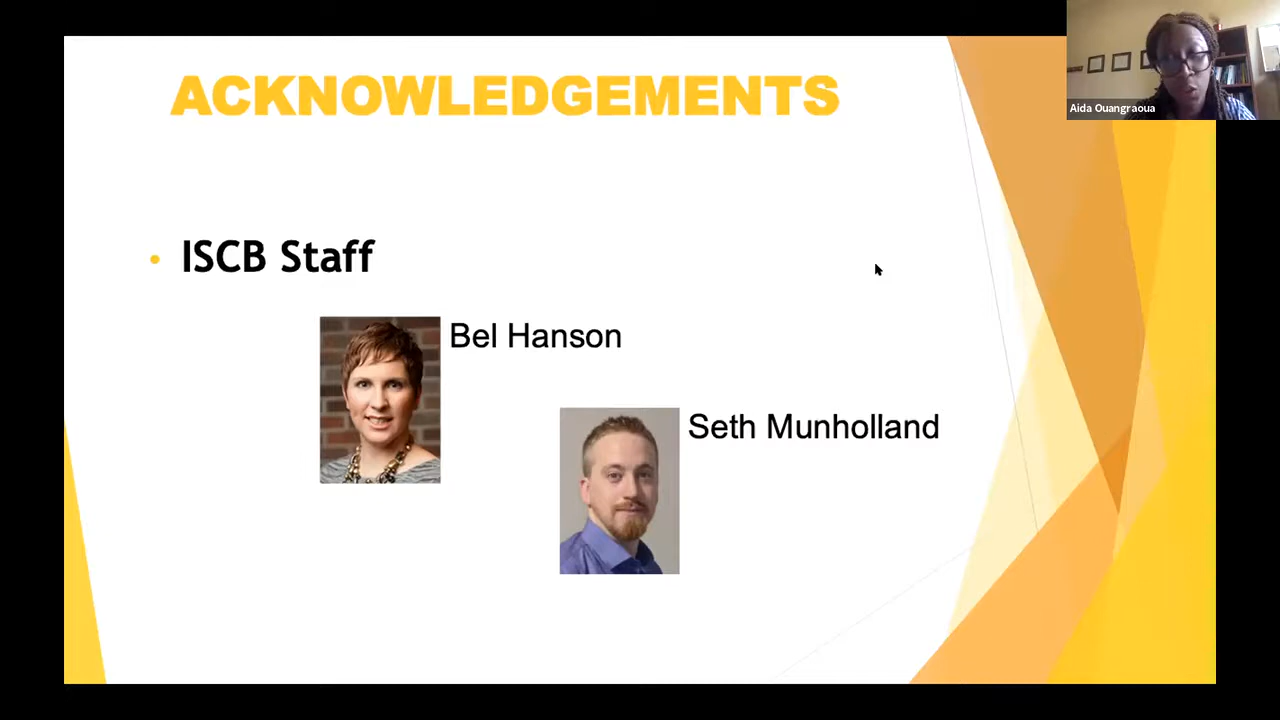 ACKNOWLEDGEMENTS
Aida Ouangraoua
• ISCB Staff
Bel Hanson
Seth Munholland